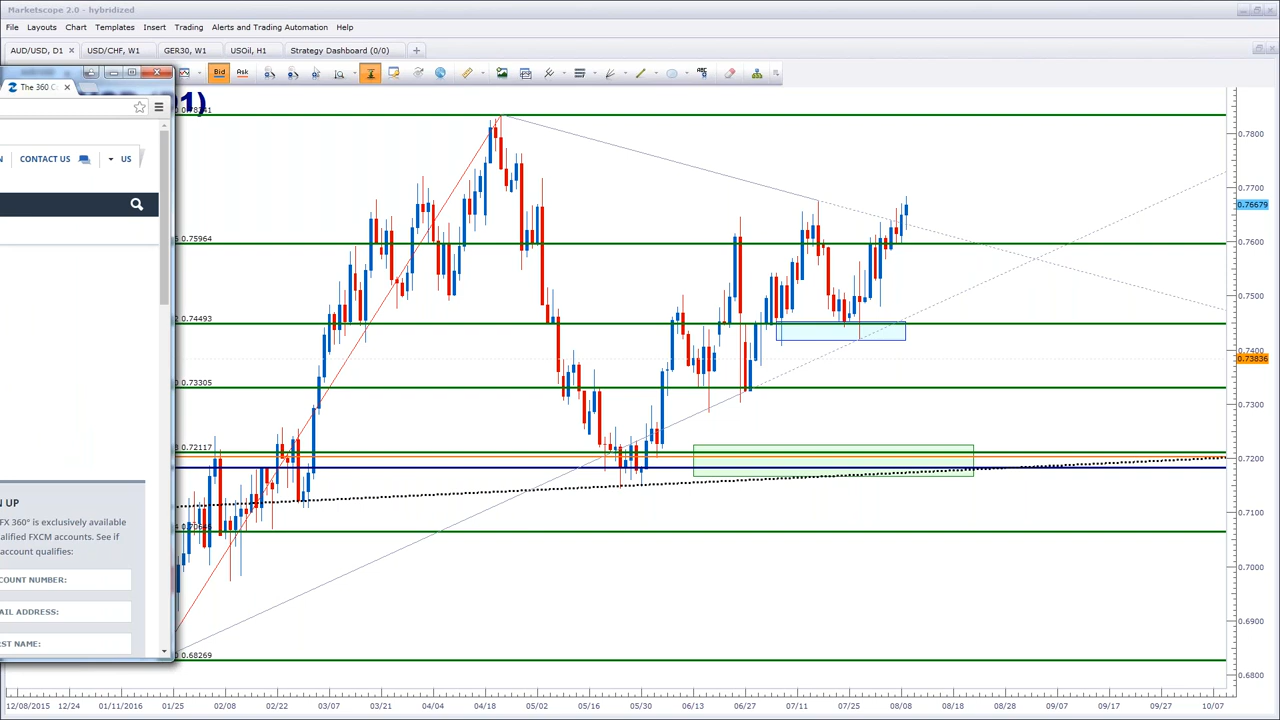 Marketscope 2.0 - hybridized
File Layouts Chart Templates Insert Trading Alerts and Trading Automation Help
AUD/USD, D1 USD/CHF, W1 GER30, W1 USOil, H1 Strategy Dashboard (0/0)
Bid Ask
The 360 C
CONTACT US US
N UP
FX 360° is exclusively available
alified FXCM accounts. See if
account qualifies:
COUNT NUMBER:
AIL ADDRESS:
RST NAME:
01)
0.75964
0.74493
0.73305
0.72117
0.68269
0.7800
0.7700
0.76679
0.7600
0.7500
0.7400
0.73836
0.7300
0.7200
0.7100
0.7000
0.6900
0.6800
12/08/2015 12/24 01/11/2016 01/25 02/08 02/22 03/07 03/21 04/04 04/18 05/02 05/16 05/30 06/13 06/27 07/11 07/25 08/08 08/18 08/28 09/07 09/17 09/27 10/07